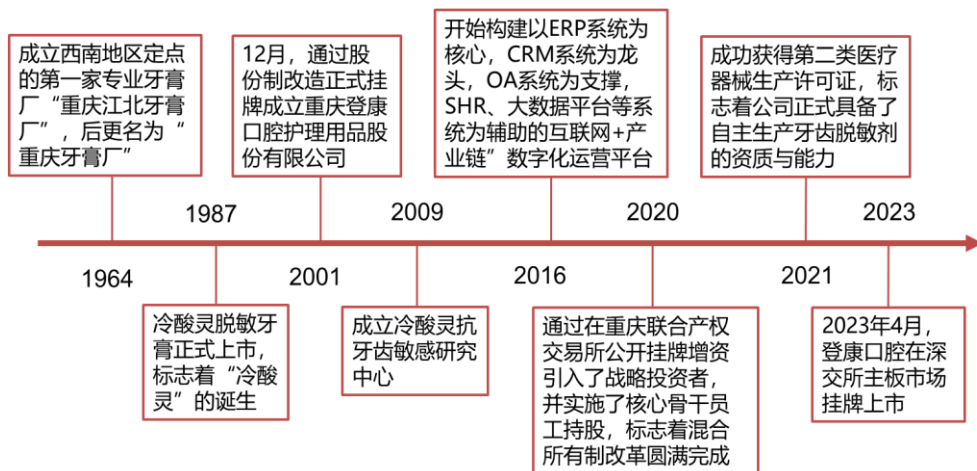 成立西南地区定点
的第一家专业牙膏
厂“重庆江北牙膏
厂”，后更名为“
重庆牙膏厂”
12月，通过股
份制改造正式挂
牌成立重庆登康
口腔护理用品股
份有限公司
开始构建以ERP系统为
核心，CRM系统为龙
头，OA系统为支撑，
SHR、大数据平台等系
统为辅助的互联网+产
业链”数字化运营平台
成功获得第二类医疗
器械生产许可证，标
志着公司正式具备了
自主生产牙齿脱敏剂
的资质与能力
1987
2009
2020
2023
1964
2001
2016
2021
冷酸灵脱敏牙
膏正式上市，
标志着“冷酸
灵”的诞生
成立冷酸灵抗
牙齿敏感研究
中心
通过在重庆联合产权
交易所公开挂牌增资
引入了战略投资者，
并实施了核心骨干员
工持股，标志着混合
所有制改革圆满完成
2023年4月，
登康口腔在深
交所主板市场
挂牌上市